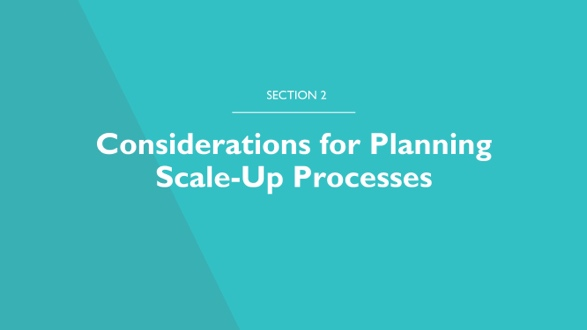 SECTION 2
Considerations for Planning
Scale-Up Processes